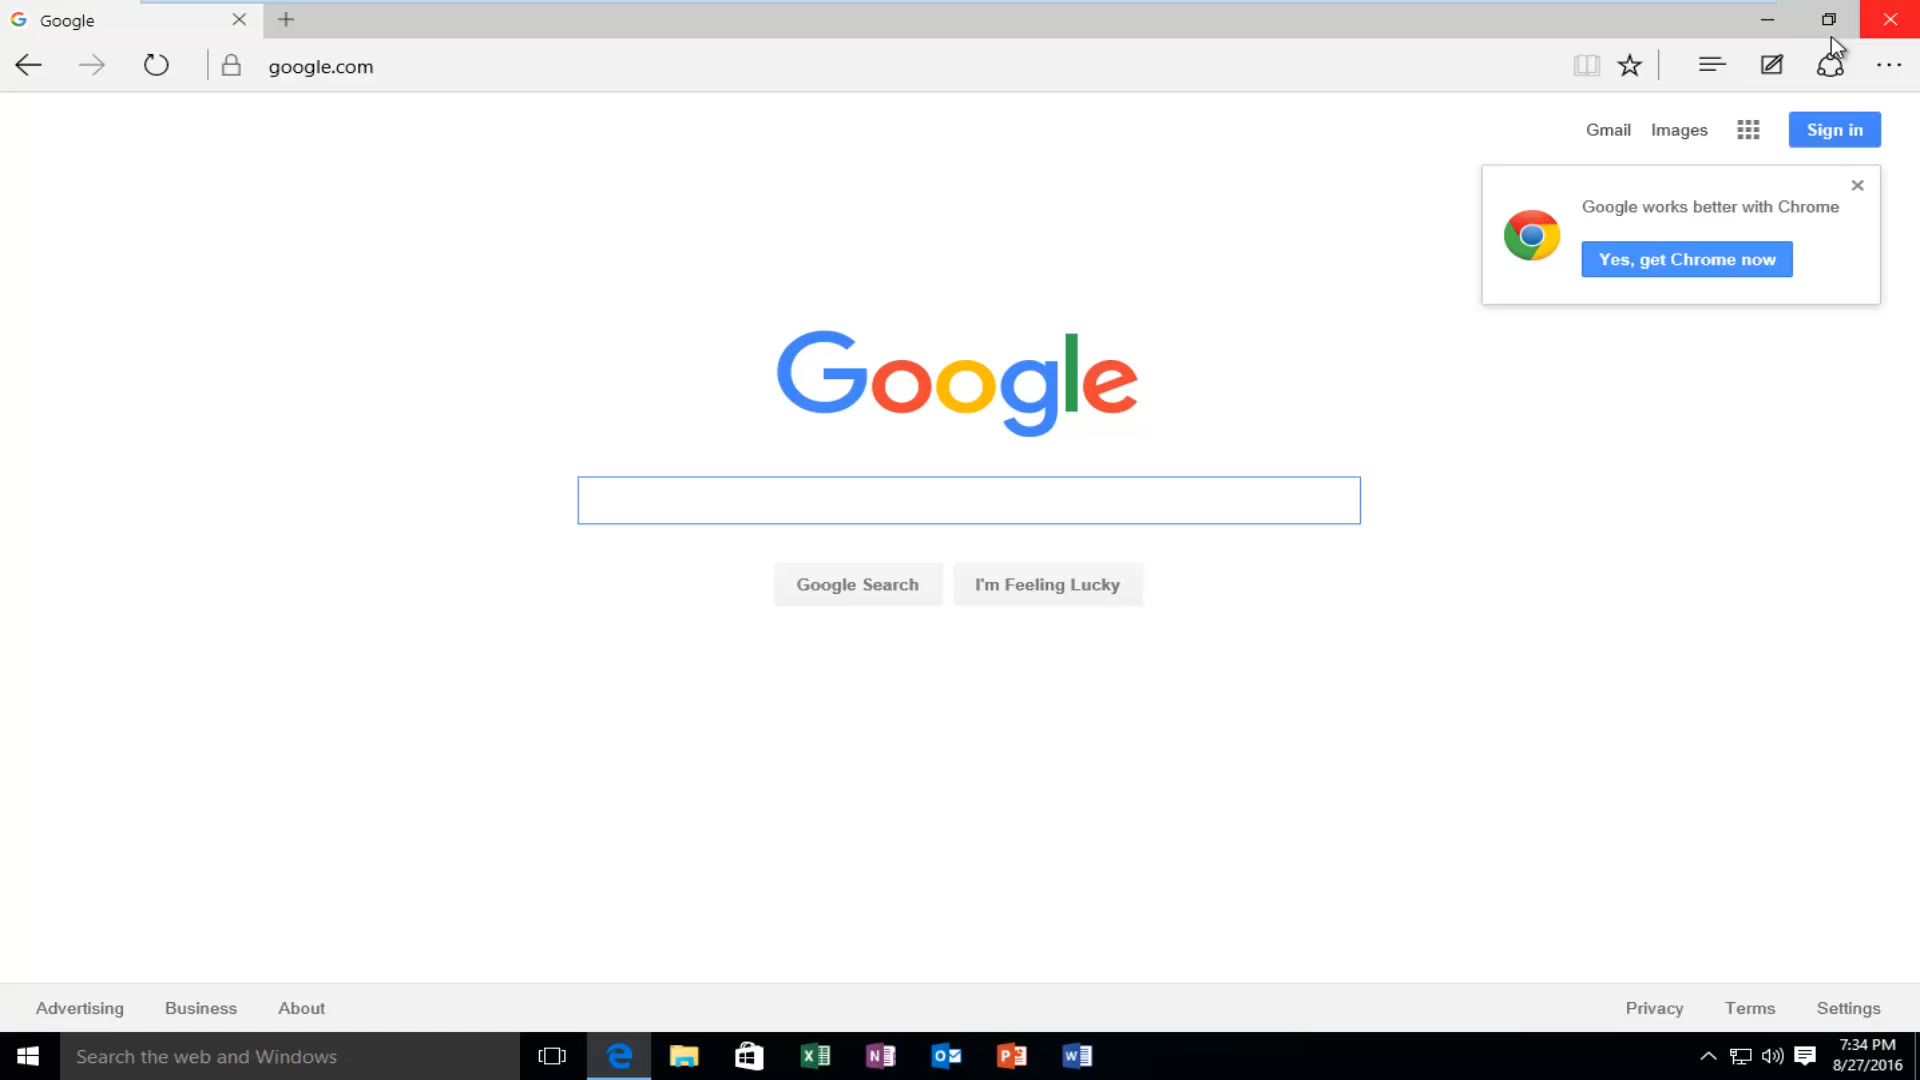 Google
google.com
Gmail Images Sign in
Google works better with Chrome
Yes, get Chrome now
Google
Google Search I'm Feeling Lucky
Advertising Business About Privacy Terms Settings
Search the web and Windows
7:34 PM
8/27/2016